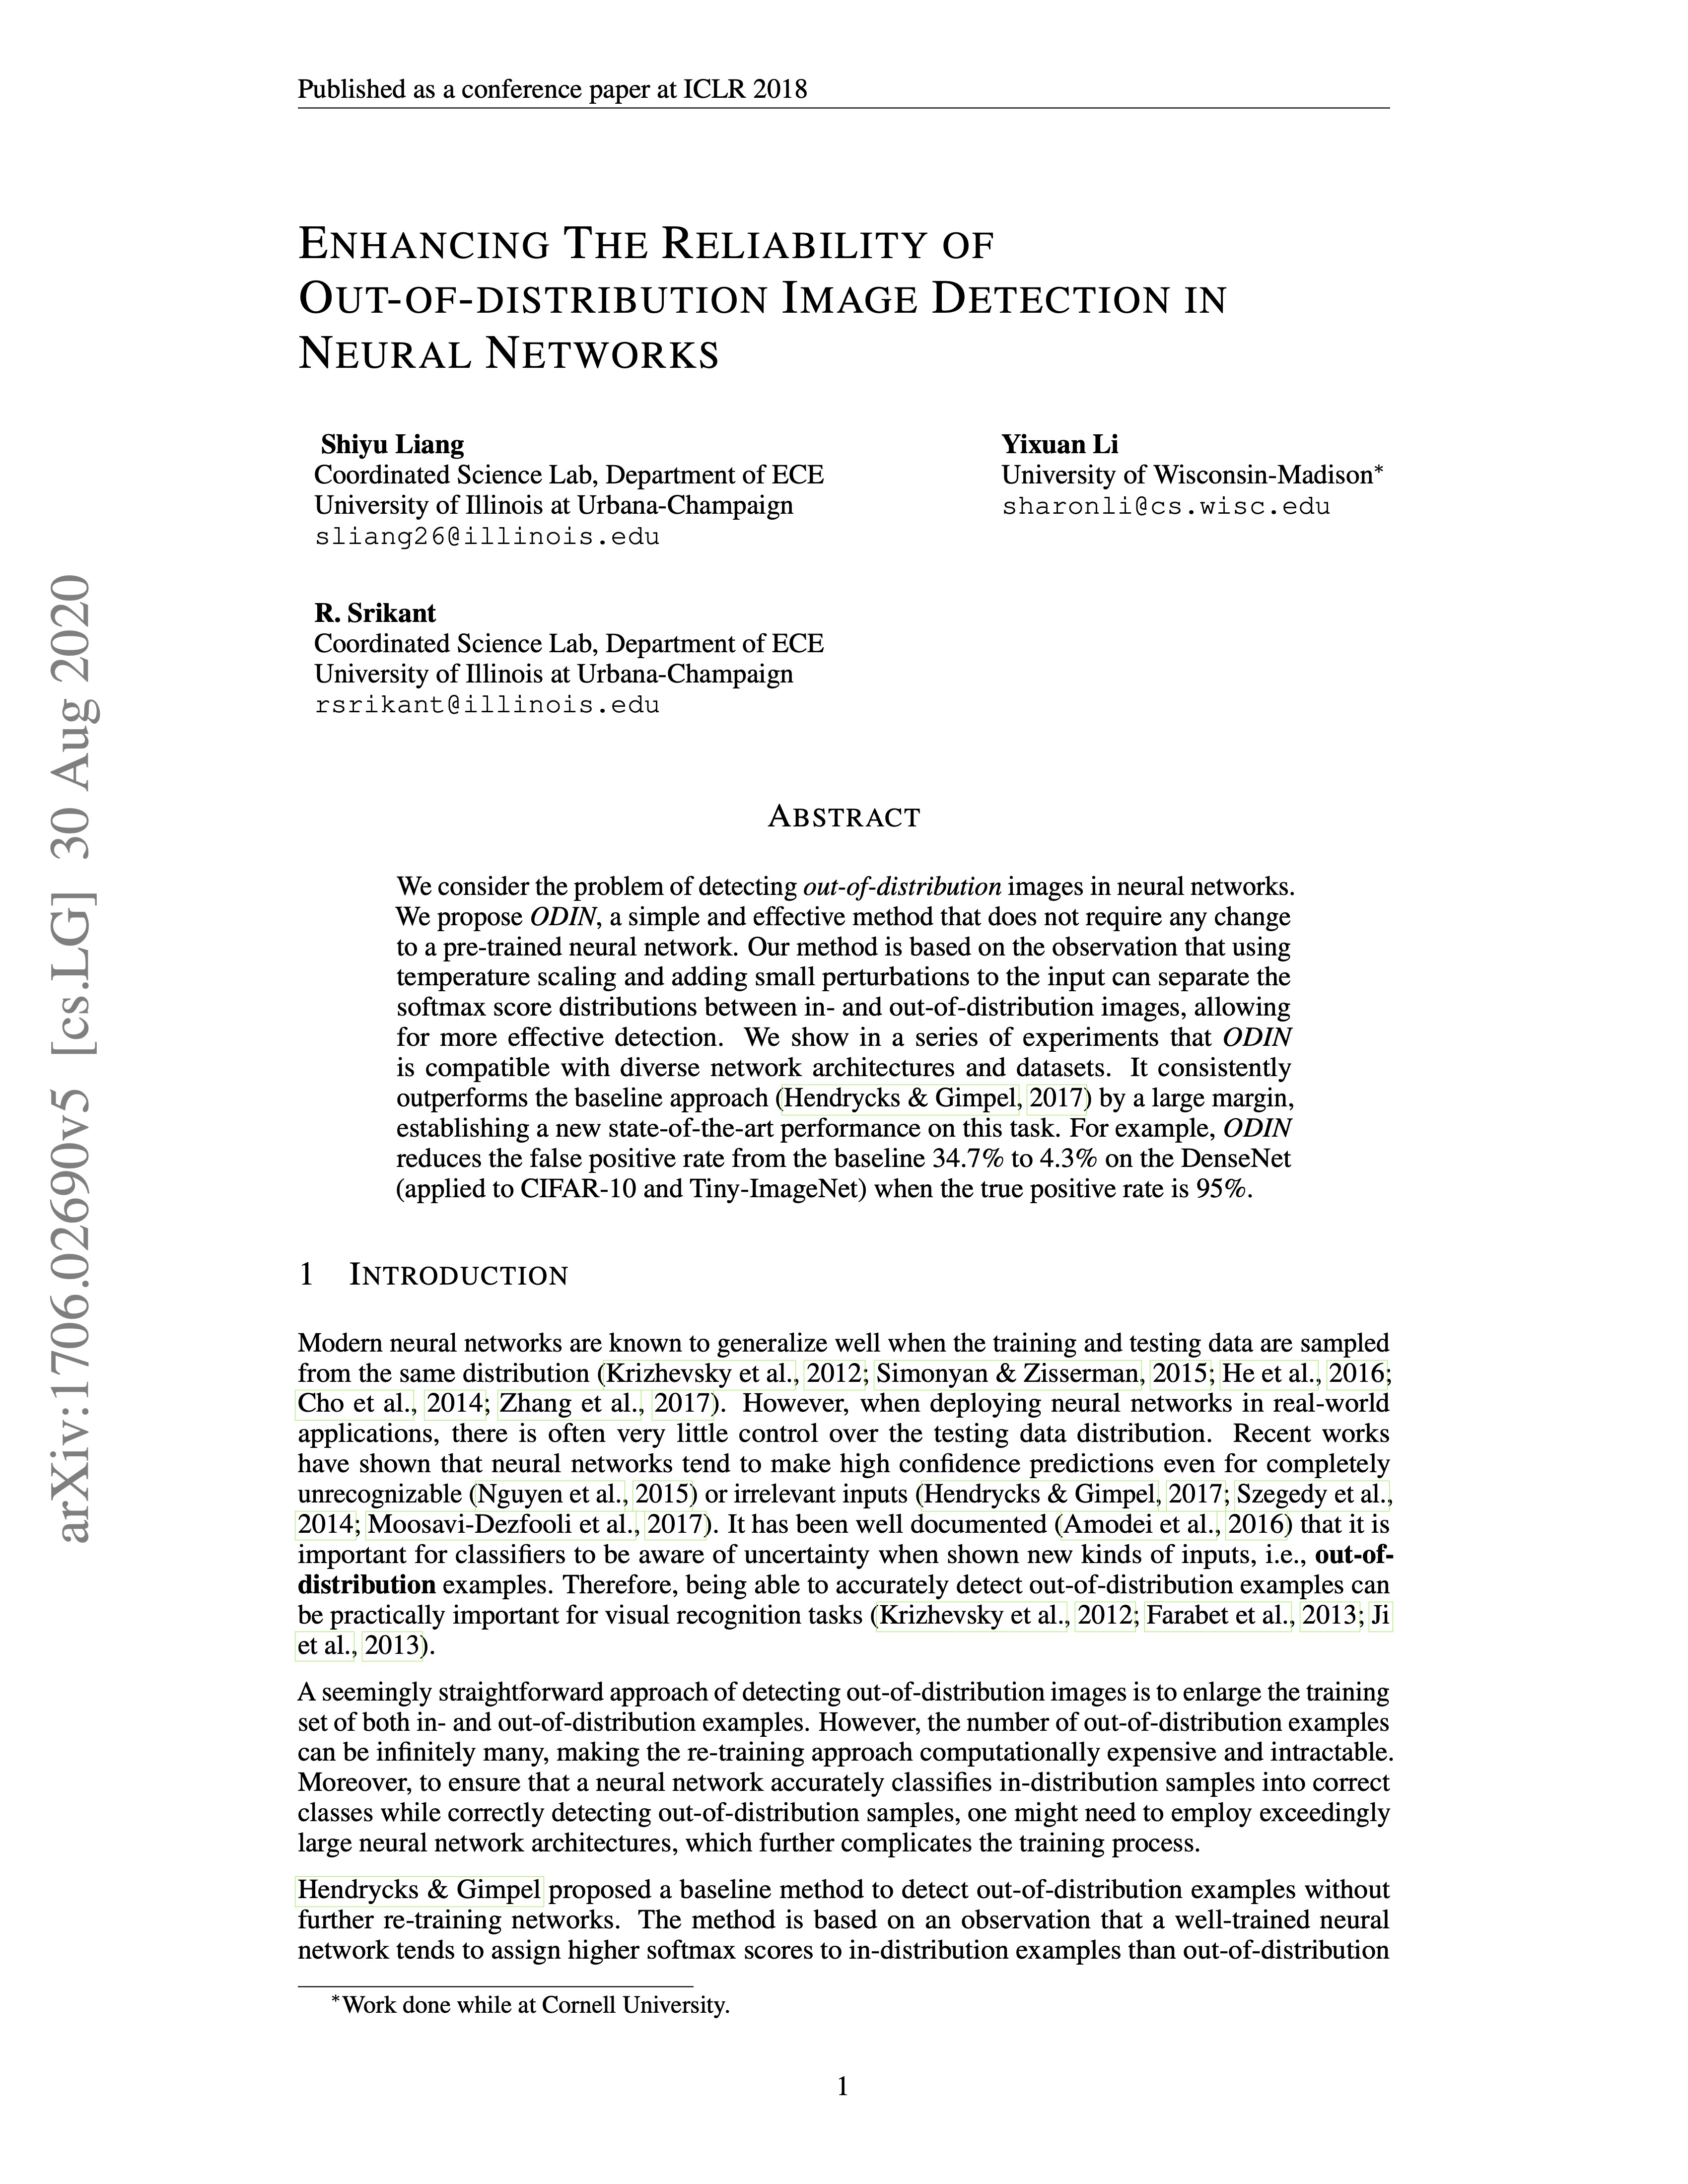 Published as a conference paper at ICLR 2018
ENHANCING THE RELIABILITY OF
OUT-OF-DISTRIBUTION IMAGE DETECTION IN
NEURAL NETWORKS
Shiyu Liang
Coordinated Science Lab, Department of ECE
University of Illinois at Urbana-Champaign
sliang26@illinois.edu
Yixuan Li
University of Wisconsin-Madison*
sharonli@cs.wisc.edu
R. Srikant
Coordinated Science Lab, Department of ECE
University of Illinois at Urbana-Champaign
rsrikant@illinois.edu
ABSTRACT
We consider the problem of detecting out-of-distribution images in neural networks.
We propose ODIN, a simple and effective method that does not require any change
to a pre-trained neural network. Our method is based on the observation that using
temperature scaling and adding small perturbations to the input can separate the
softmax score distributions between in- and out-of-distribution images, allowing
for more effective detection. We show in a series of experiments that ODIN
is compatible with diverse network architectures and datasets. It consistently
outperforms the baseline approach (Hendrycks & Gimpel, 2017) by a large margin,
establishing a new state-of-the-art performance on this task. For example, ODIN
reduces the false positive rate from the baseline 34.7% to 4.3% on the DenseNet
(applied to CIFAR-10 and Tiny-ImageNet) when the true positive rate is 95%.
1 INTRODUCTION
Modern neural networks are known to generalize well when the training and testing data are sampled
from the same distribution (Krizhevsky et al., 2012; Simonyan & Zisserman, 2015; He et al., 2016;
Cho et al., 2014; Zhang et al., 2017). However, when deploying neural networks in real-world
applications, there is often very little control over the testing data distribution. Recent works
have shown that neural networks tend to make high confidence predictions even for completely
unrecognizable (Nguyen et al., 2015) or irrelevant inputs (Hendrycks & Gimpel, 2017; Szegedy et al.,
2014; Moosavi-Dezfooli et al., 2017). It has been well documented (Amodei et al., 2016) that it is
important for classifiers to be aware of uncertainty when shown new kinds of inputs, i.e., out-of-
distribution examples. Therefore, being able to accurately detect out-of-distribution examples can
be practically important for visual recognition tasks (Krizhevsky et al., 2012; Farabet et al., 2013; Ji
et al., 2013).
A seemingly straightforward approach of detecting out-of-distribution images is to enlarge the training
set of both in- and out-of-distribution examples. However, the number of out-of-distribution examples
can be infinitely many, making the re-training approach computationally expensive and intractable.
Moreover, to ensure that a neural network accurately classifies in-distribution samples into correct
classes while correctly detecting out-of-distribution samples, one might need to employ exceedingly
large neural network architectures, which further complicates the training process.
Hendrycks & Gimpel proposed a baseline method to detect out-of-distribution examples without
further re-training networks. The method is based on an observation that a well-trained neural
network tends to assign higher softmax scores to in-distribution examples than out-of-distribution
*Work done while at Cornell University.
1
arXiv:1706.02690v5 [cs.LG] 30 Aug 2020